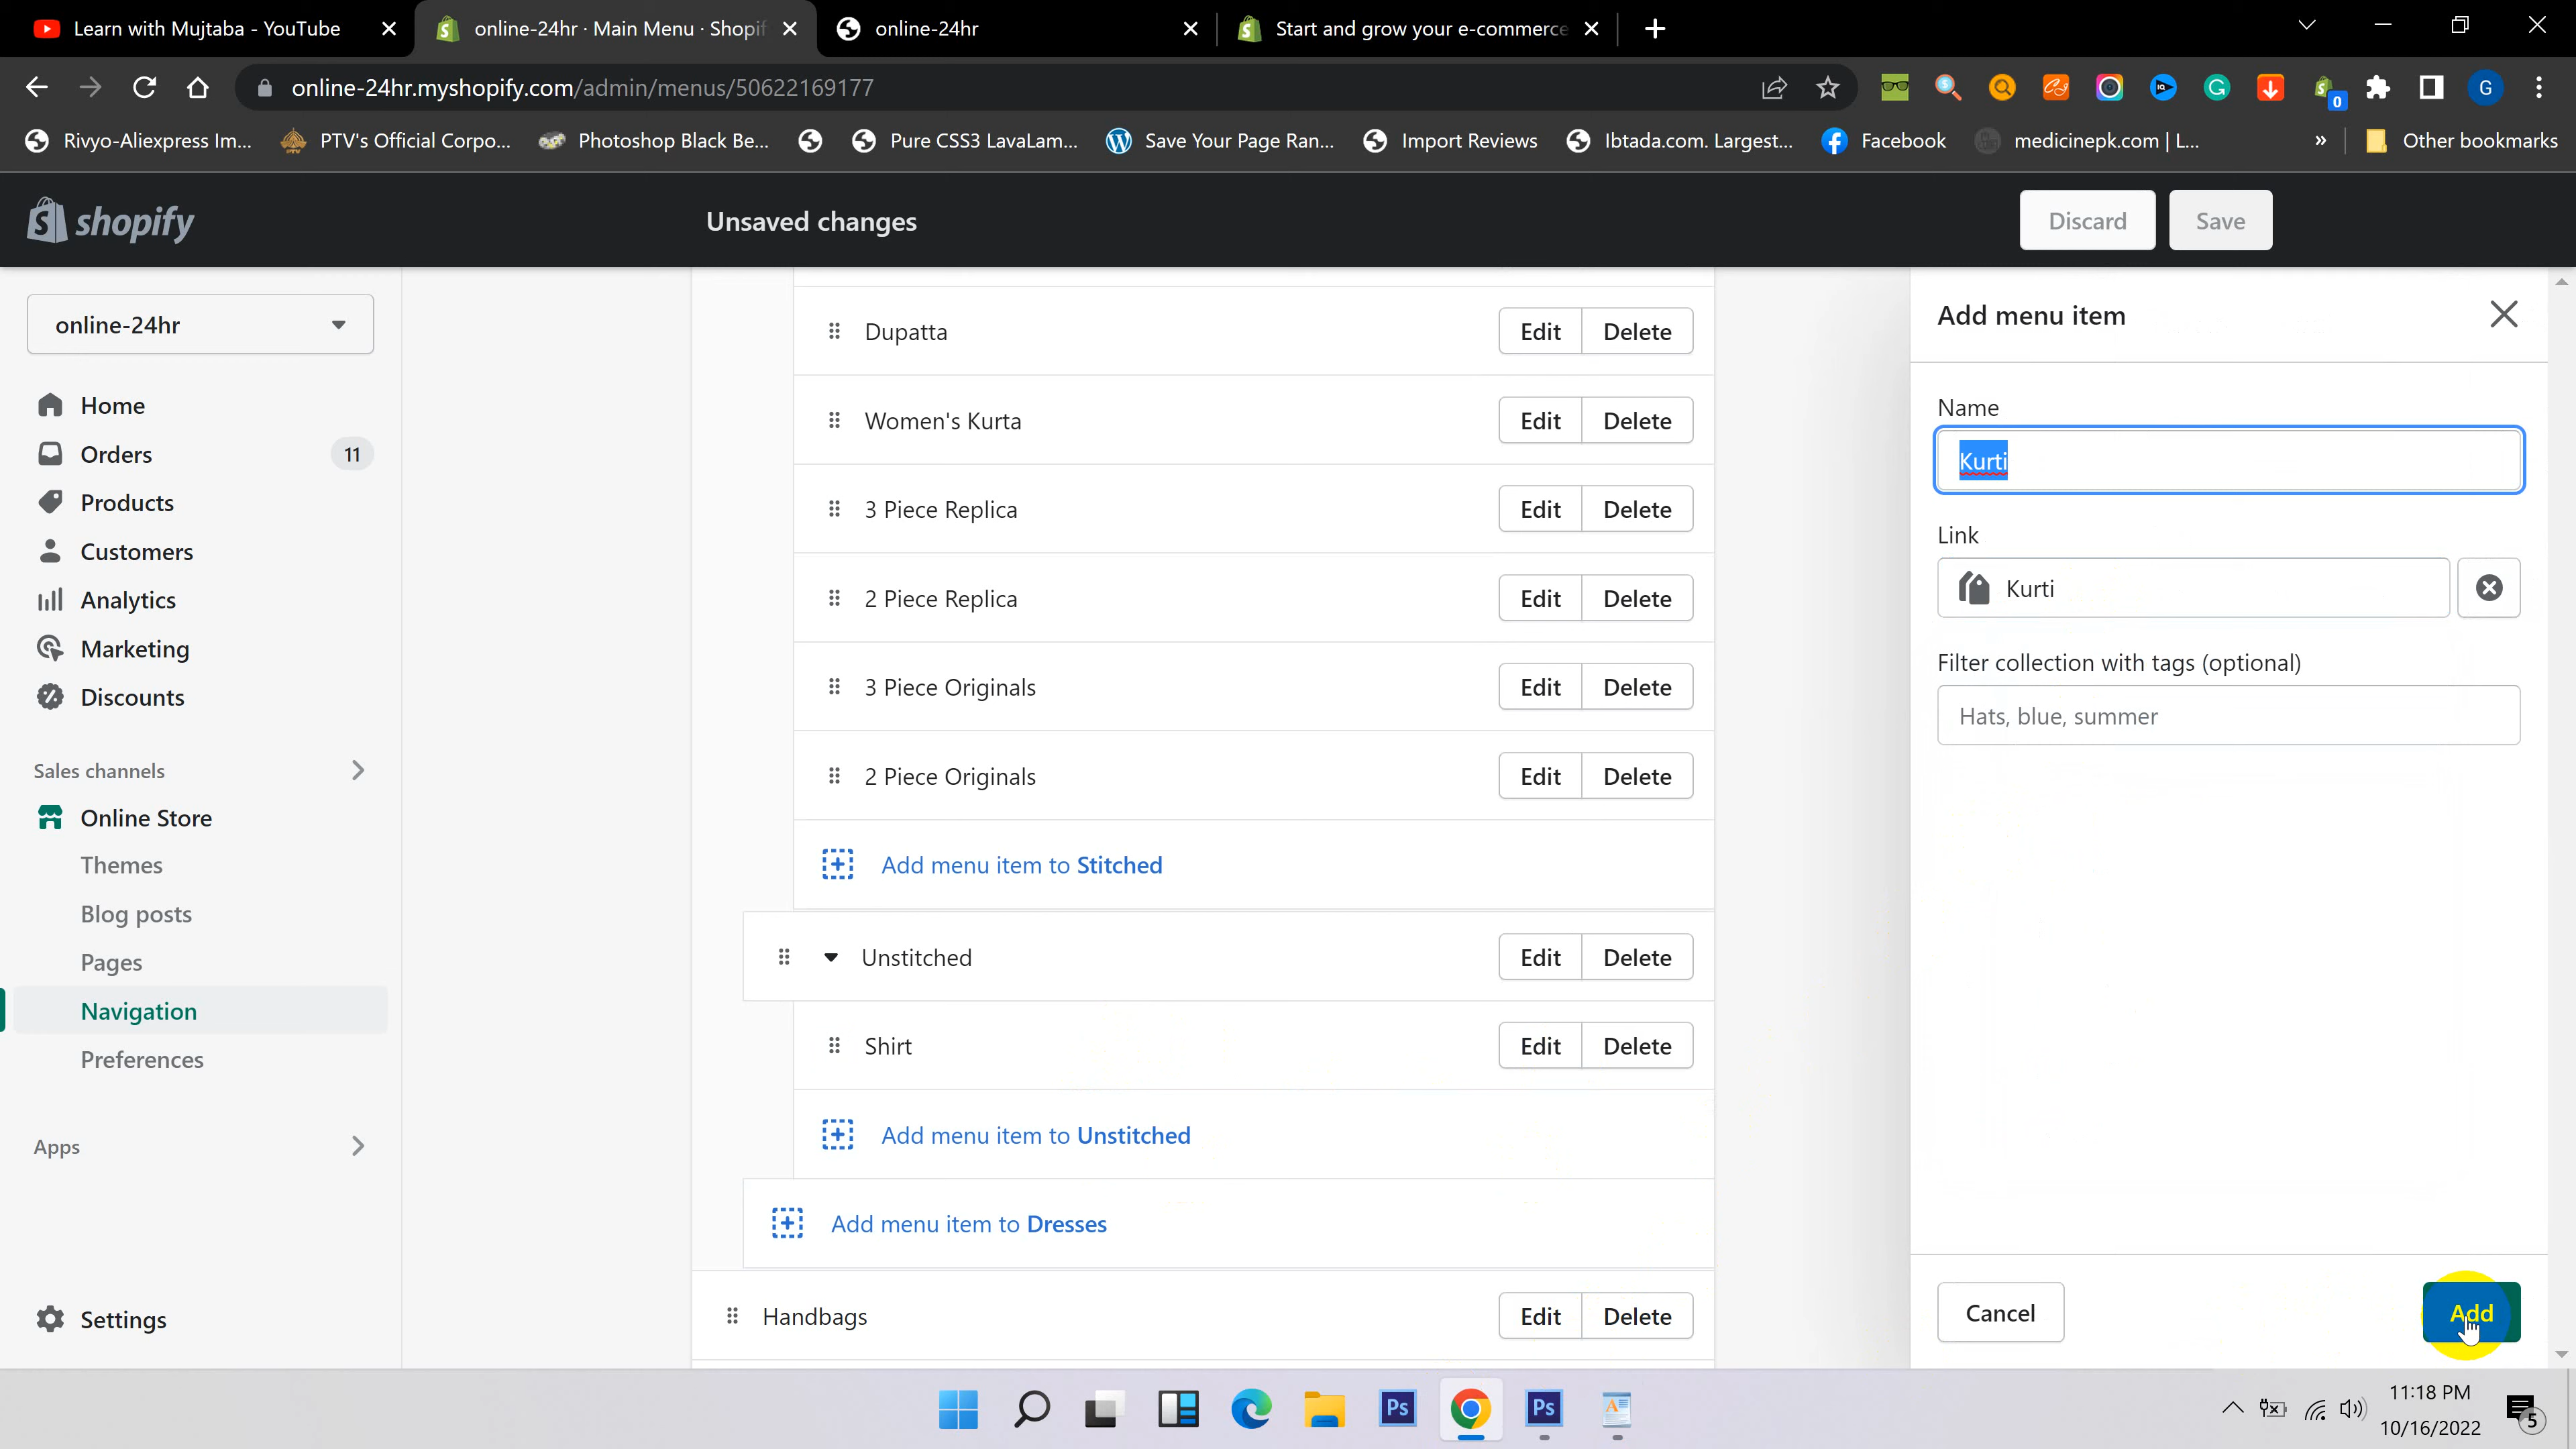 Learn with Mujtaba - YouTube
online-24hr · Main Menu · Shopif
online-24hr
Start and grow your e-commerce
online-24hr.myshopify.com/admin/menus/50622169177
G
0
Rivyo-Aliexpress Im...
PTV's Official Corpo...
Photoshop Black Be...
Pure CSS3 LavaLam...
Save Your Page Ran...
Import Reviews
Ibtada.com. Largest...
Facebook
medicinepk.com | L...
»
Other bookmarks
shopify
Unsaved changes
Discard
Save
online-24hr
Home
Orders
11
Products
Customers
Analytics
Marketing
Discounts
Sales channels
Online Store
Themes
Blog posts
Pages
Navigation
Preferences
Apps
Settings
Dupatta
Edit
Delete
Women's Kurta
Edit
Delete
3 Piece Replica
Edit
Delete
2 Piece Replica
Edit
Delete
3 Piece Originals
Edit
Delete
2 Piece Originals
Edit
Delete
Add menu item to Stitched
Unstitched
Edit
Delete
Shirt
Edit
Delete
Add menu item to Unstitched
Add menu item to Dresses
Handbags
Edit
Delete
Add menu item
Name
Kurti
Link
Kurti
Filter collection with tags (optional)
Hats, blue, summer
Cancel
Add
Ps
Ps
11:18 PM
10/16/2022
5